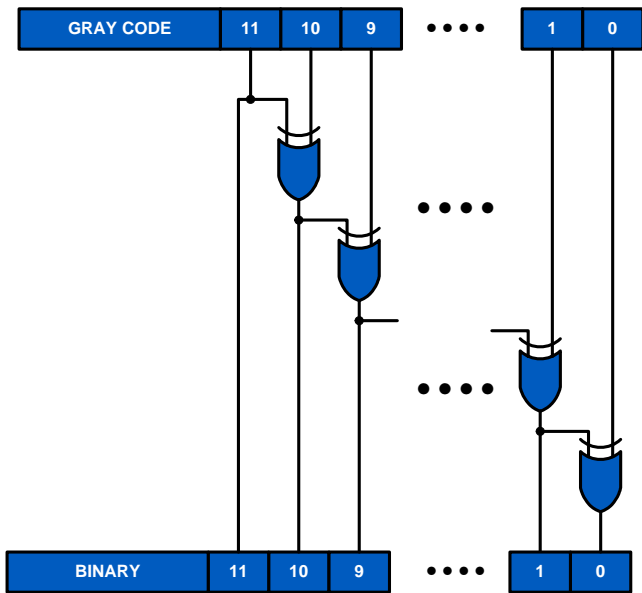 GRAY CODE 11 10 9 •••• 1 0
BINARY 11 10 9 •••• 1 0